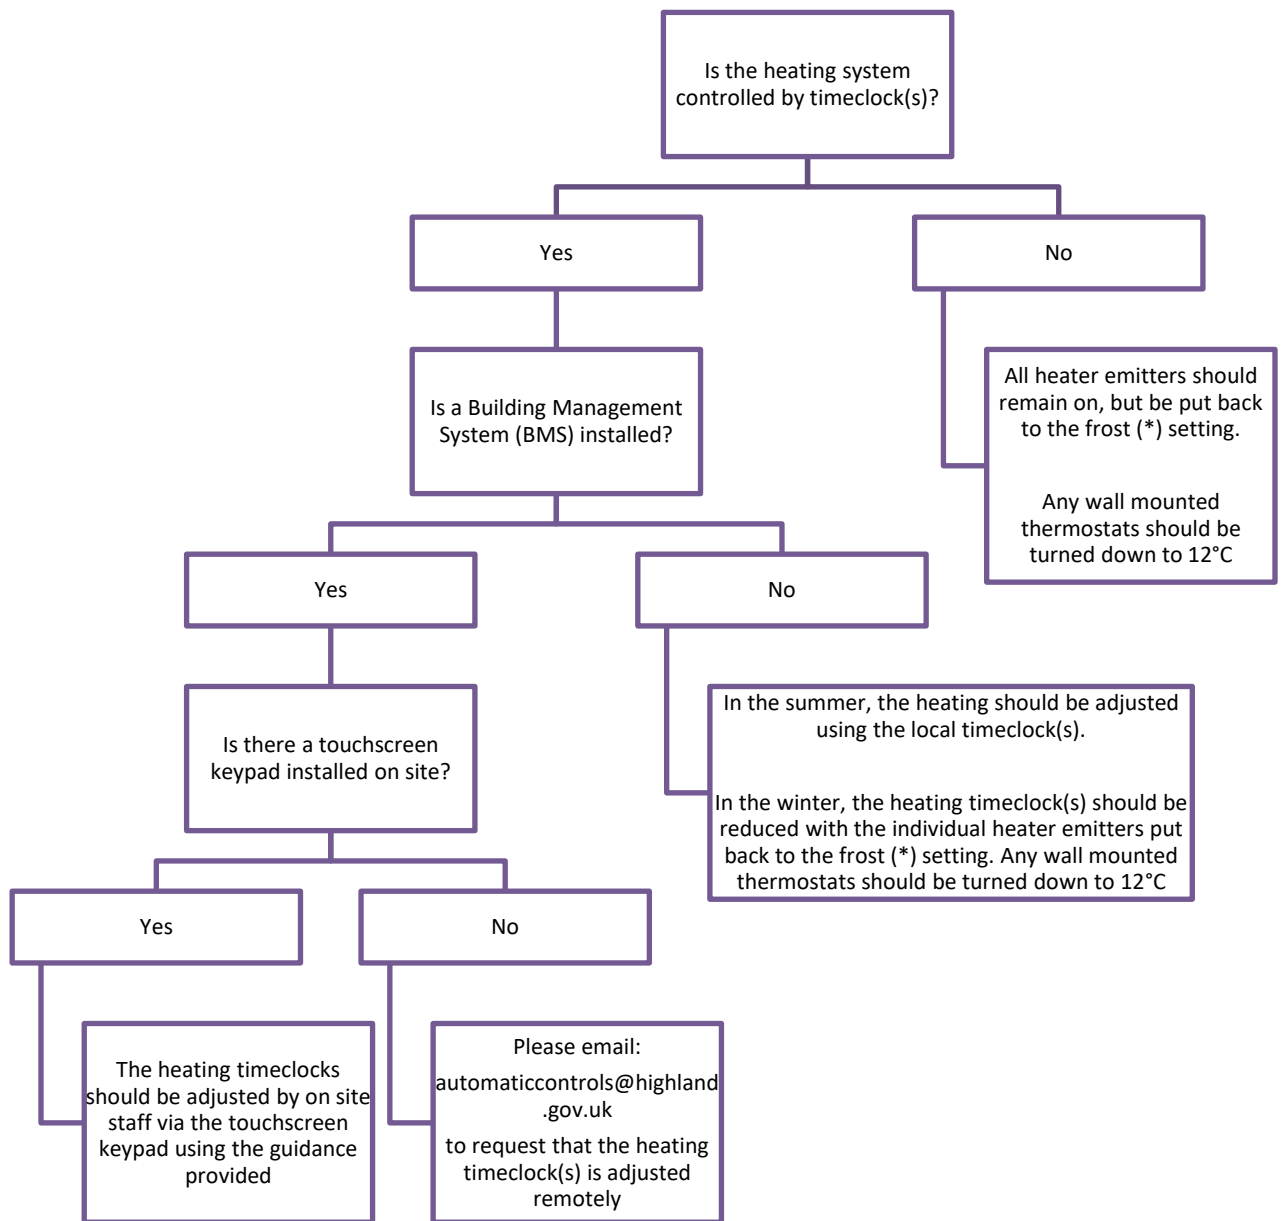 Is the heating system
controlled by timeclock(s)?
Yes
No
Is a Building Management
System (BMS) installed?
All heater emitters should
remain on, but be put back
to the frost (*) setting.
Any wall mounted
thermostats should be
turned down to 12°C
Yes
No
Is there a touchscreen
keypad installed on site?
In the summer, the heating should be adjusted
using the local timeclock(s).
In the winter, the heating timeclock(s) should be
reduced with the individual heater emitters put
back to the frost (*) setting. Any wall mounted
thermostats should be turned down to 12°C
Yes
No
The heating timeclocks
should be adjusted by on site
staff via the touchscreen
keypad using the guidance
provided
Please email:
automaticcontrols@highland
.gov.uk
to request that the heating
timeclock(s) is adjusted
remotely